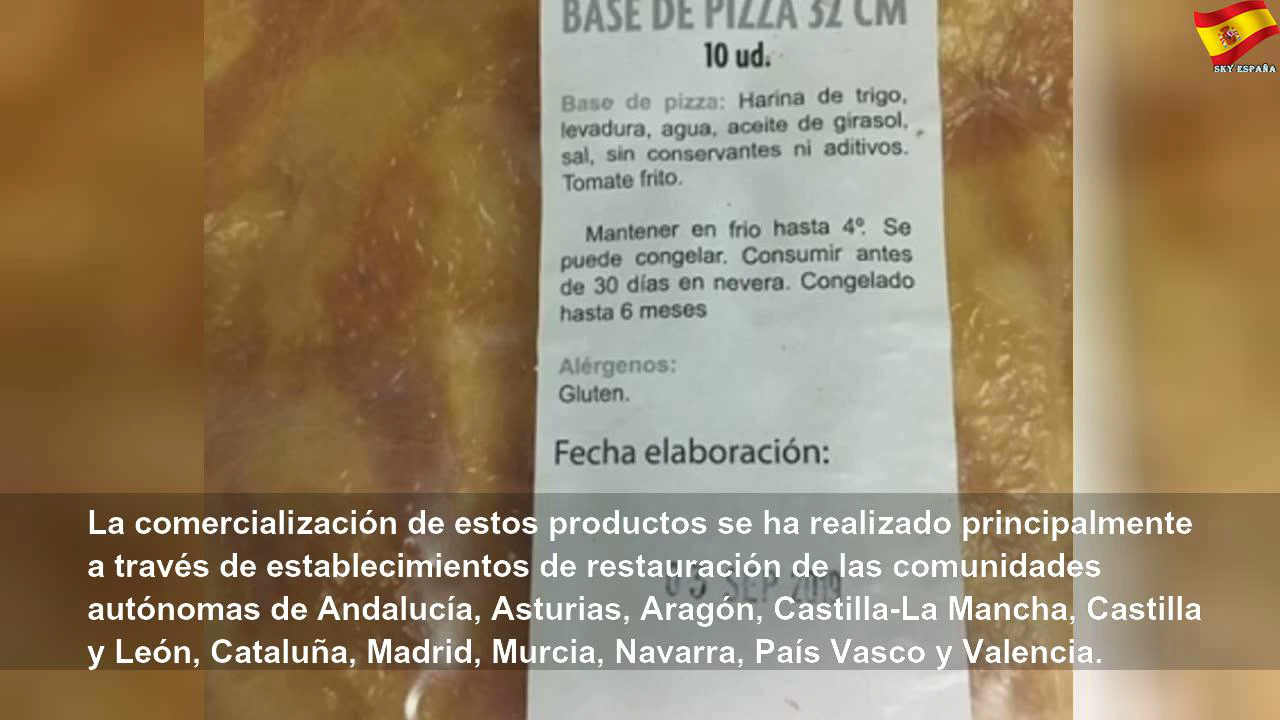 BASE DE PIZZA 32 CM
10 ud.
Base de pizza: Harina de trigo,
levadura, agua, aceite de girasol,
sal, sin conservantes ni aditivos.
Tomate frito.
Mantener en frio hasta 4º. Se
puede congelar. Consumir antes
de 30 días en nevera. Congelado
hasta 6 meses
Alérgenos:
Gluten.
Fecha elaboración:
05 SEP 2019
La comercialización de estos productos se ha realizado principalmente
a través de establecimientos de restauración de las comunidades
autónomas de Andalucía, Asturias, Aragón, Castilla-La Mancha, Castilla
y León, Cataluña, Madrid, Murcia, Navarra, País Vasco y Valencia.
SKY ESPAÑA